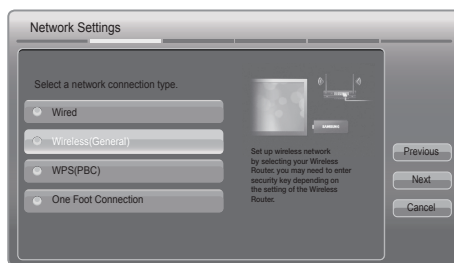 Network Settings
Select a network connection type.
Wired
Wireless(General)
WPS(PBC)
One Foot Connection
SAMSUNG
Set up wireless network
by selecting your Wireless
Router. you may need to enter
security key depending on
the setting of the Wireless
Router.
Previous
Next
Cancel